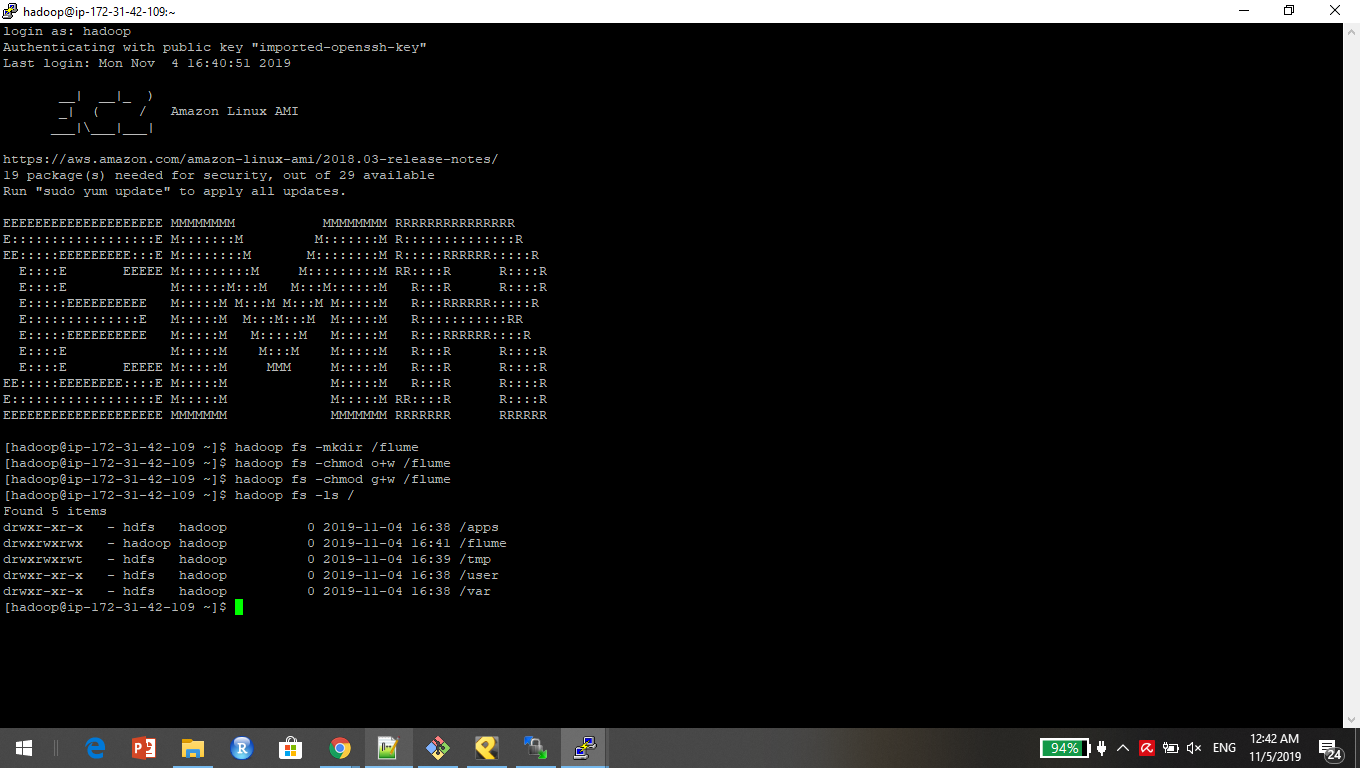 hadoop@ip-172-31-42-109:~
login as: hadoop
Authenticating with public key "imported-openssh-key"
Last login: Mon Nov  4 16:40:51 2019
       __|  __|_  )
       _|  (     /   Amazon Linux AMI
      ___|\___|___|
https://aws.amazon.com/amazon-linux-ami/2018.03-release-notes/
19 package(s) needed for security, out of 29 available
Run "sudo yum update" to apply all updates.
EEEEEEEEEEEEEEEEEEEE MMMMMMMM           MMMMMMMM RRRRRRRRRRRRRRR
E::::::::::::::::::E M:::::::M         M:::::::M R::::::::::::::R
EE:::::EEEEEEEEE:::E M::::::::M       M::::::::M R:::::RRRRRR:::::R
  E::::E       EEEEE M:::::::::M     M:::::::::M RR::::R      R::::R
  E::::E             M::::::M:::M   M:::M::::::M   R:::R      R::::R
  E:::::EEEEEEEEEE   M:::::M M:::M M:::M M:::::M   R:::RRRRRR:::::R
  E::::::::::::::E   M:::::M  M:::M:::M  M:::::M   R:::::::::::RR
  E:::::EEEEEEEEEE   M:::::M   M:::::M   M:::::M   R:::RRRRRR::::R
  E::::E             M:::::M    M:::M    M:::::M   R:::R      R::::R
  E::::E       EEEEE M:::::M     MMM     M:::::M   R:::R      R::::R
EE:::::EEEEEEEE::::E M:::::M             M:::::M   R:::R      R::::R
E::::::::::::::::::E M:::::M             M:::::M RR::::R      R::::R
EEEEEEEEEEEEEEEEEEEE MMMMMMM             MMMMMMM RRRRRRR      RRRRRR
[hadoop@ip-172-31-42-109 ~]$ hadoop fs -mkdir /flume
[hadoop@ip-172-31-42-109 ~]$ hadoop fs -chmod o+w /flume
[hadoop@ip-172-31-42-109 ~]$ hadoop fs -chmod g+w /flume
[hadoop@ip-172-31-42-109 ~]$ hadoop fs -ls /
Found 5 items
drwxr-xr-x   - hdfs   hadoop          0 2019-11-04 16:38 /apps
drwxrwxrwx   - hadoop hadoop          0 2019-11-04 16:41 /flume
drwxrwxrwt   - hdfs   hadoop          0 2019-11-04 16:39 /tmp
drwxr-xr-x   - hdfs   hadoop          0 2019-11-04 16:38 /user
drwxr-xr-x   - hdfs   hadoop          0 2019-11-04 16:38 /var
[hadoop@ip-172-31-42-109 ~]$
94% ENG 12:42 AM
11/5/2019 24